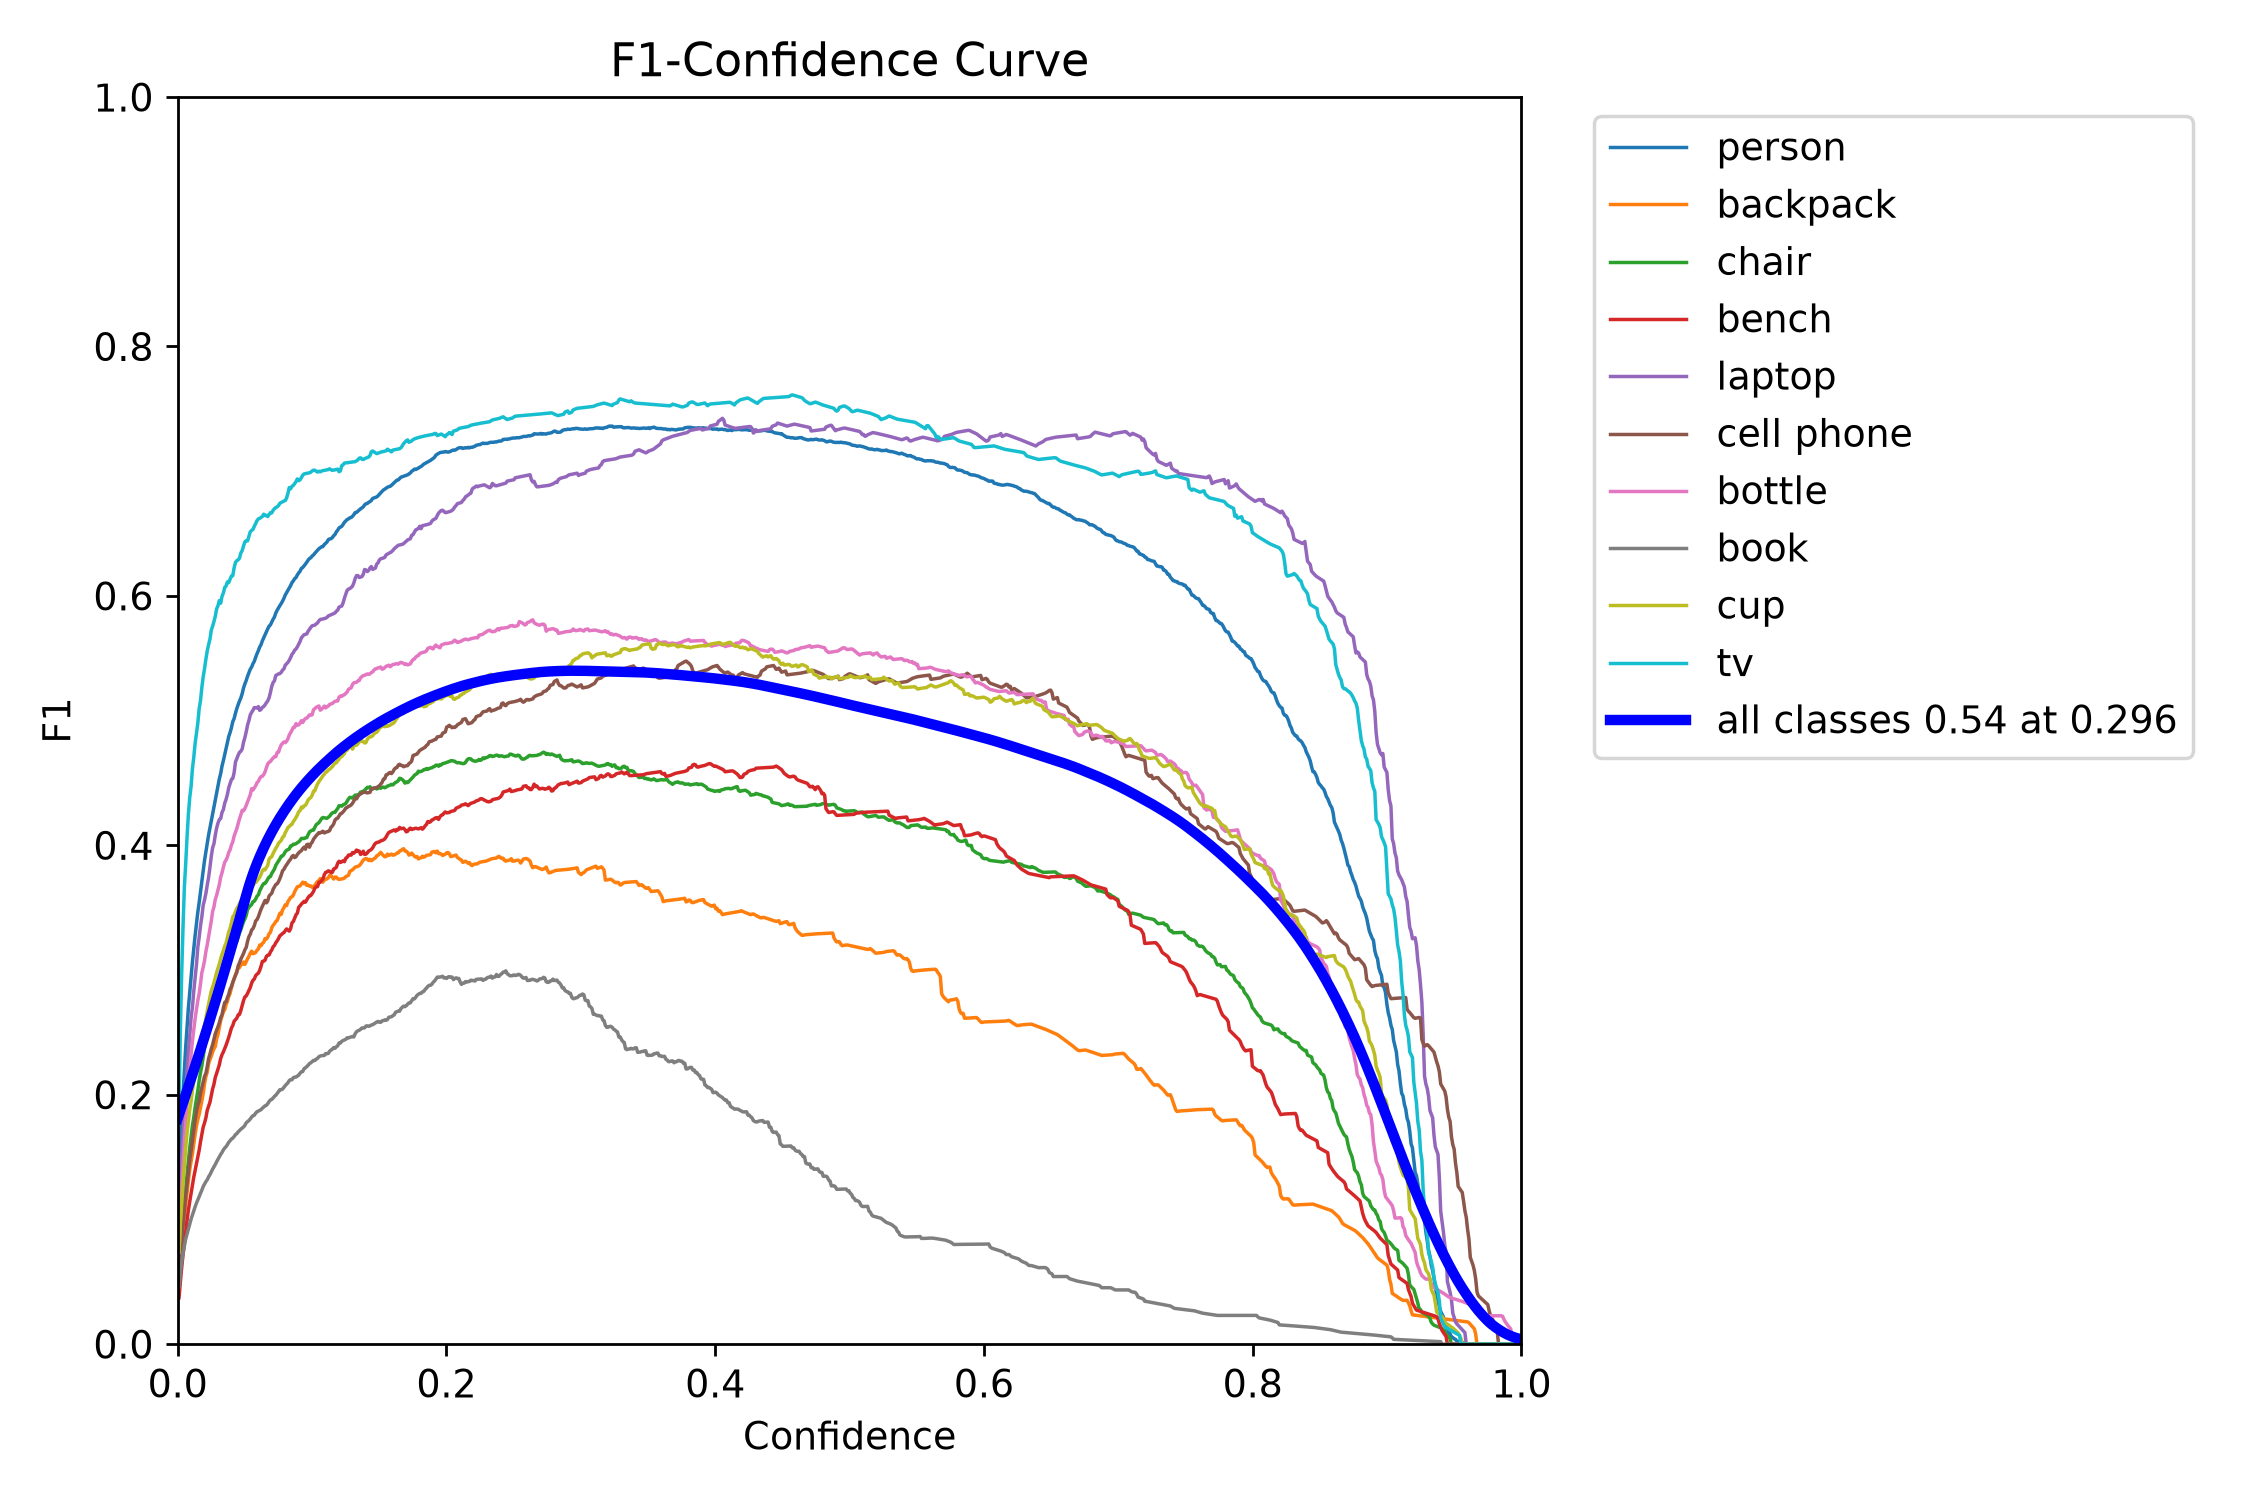 F1-Confidence Curve
1.0
0.8
0.6
0.4
0.2
0.0
F1
0.0 0.2 0.4 0.6 0.8 1.0
Confidence
person
backpack
chair
bench
laptop
cell phone
bottle
book
cup
tv
all classes 0.54 at 0.296